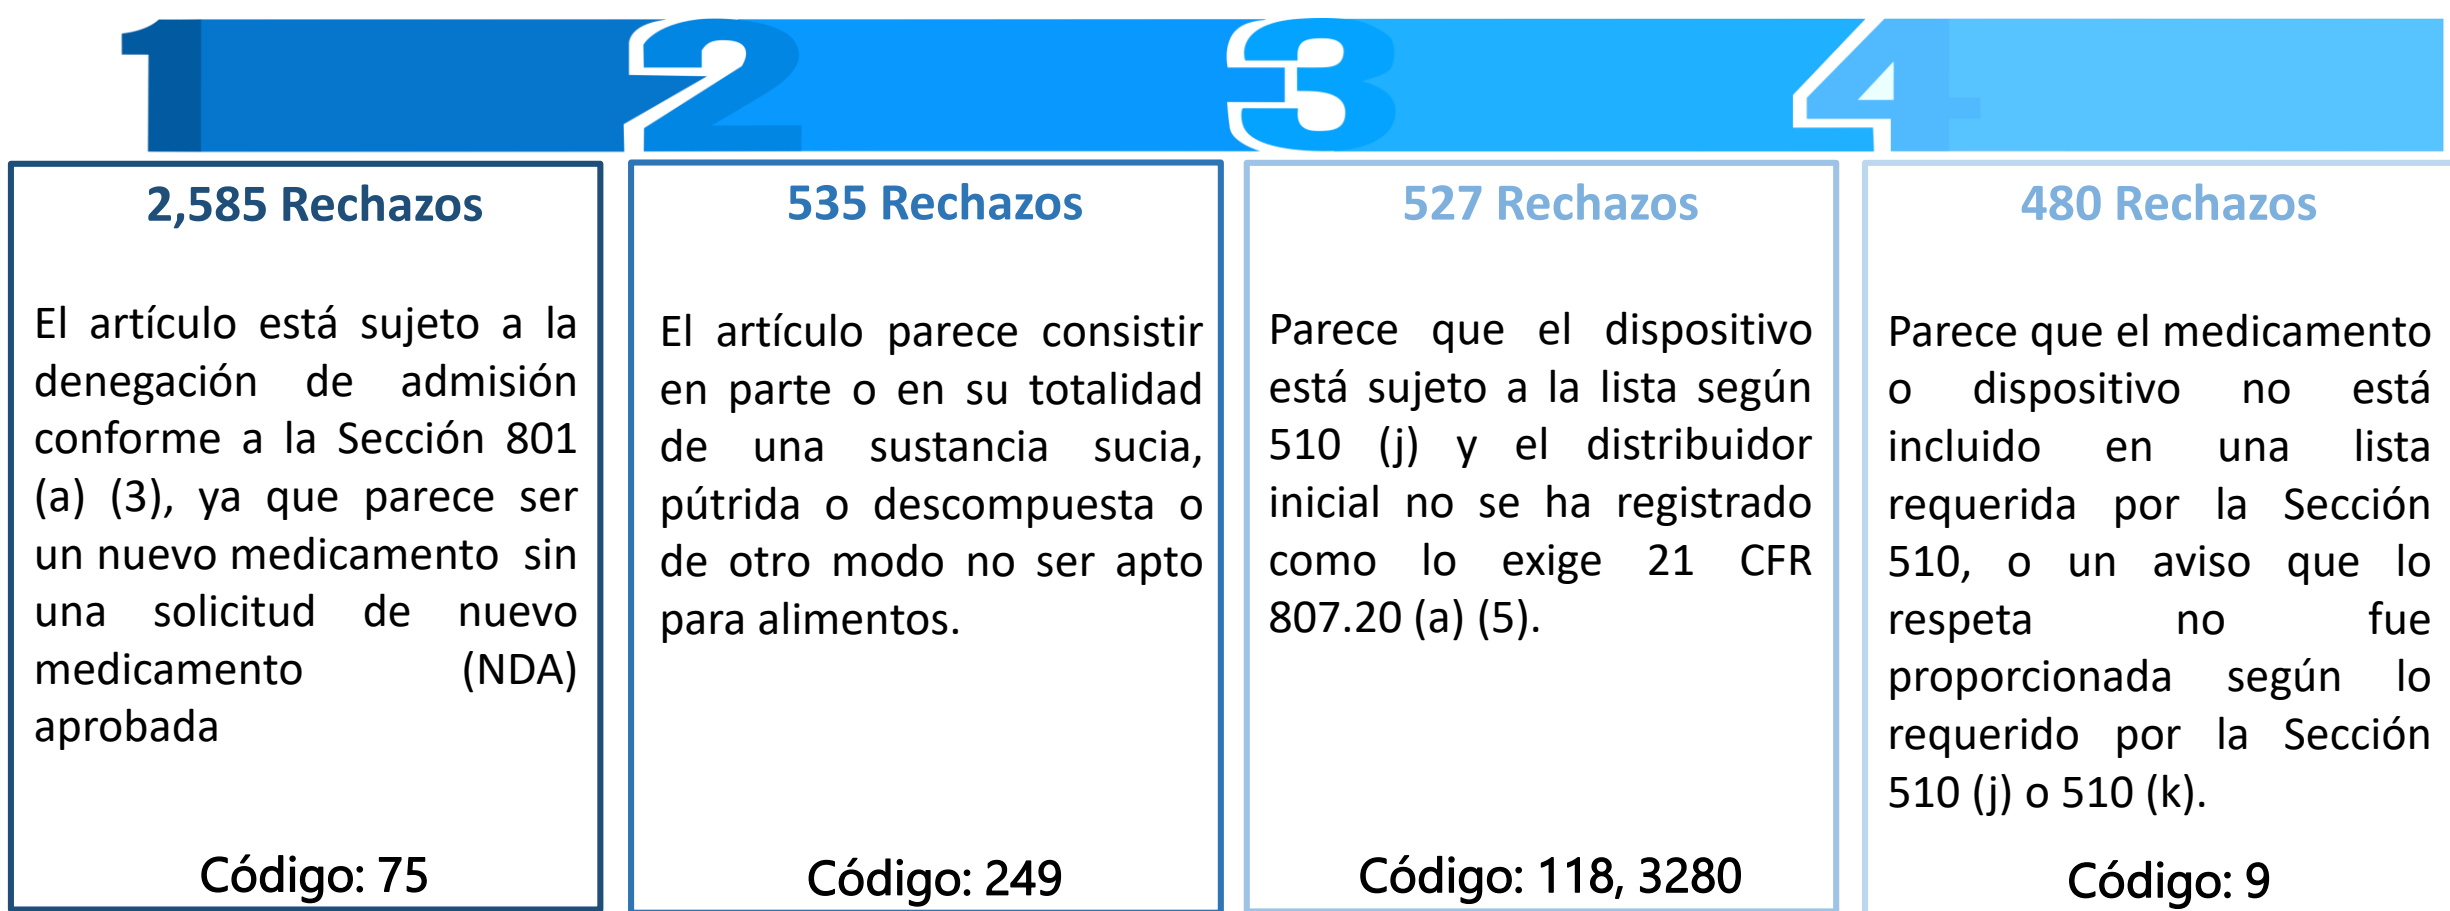 1
2
3
4
2,585 Rechazos
El artículo está sujeto a la
denegación de admisión
conforme a la Sección 801
(a) (3), ya que parece ser
un nuevo medicamento sin
una solicitud de nuevo
medicamento (NDA)
aprobada
Código: 75
535 Rechazos
El artículo parece consistir
en parte o en su totalidad
de una sustancia sucia,
pútrida o descompuesta o
de otro modo no ser apto
para alimentos.
Código: 249
527 Rechazos
Parece que el dispositivo
está sujeto a la lista según
510 (j) y el distribuidor
inicial no se ha registrado
como lo exige 21 CFR
807.20 (a) (5).
Código: 118, 3280
480 Rechazos
Parece que el medicamento
o dispositivo no está
incluido en una lista
requerida por la Sección
510, o un aviso que lo
respeta no fue
proporcionada según lo
requerido por la Sección
510 (j) o 510 (k).
Código: 9